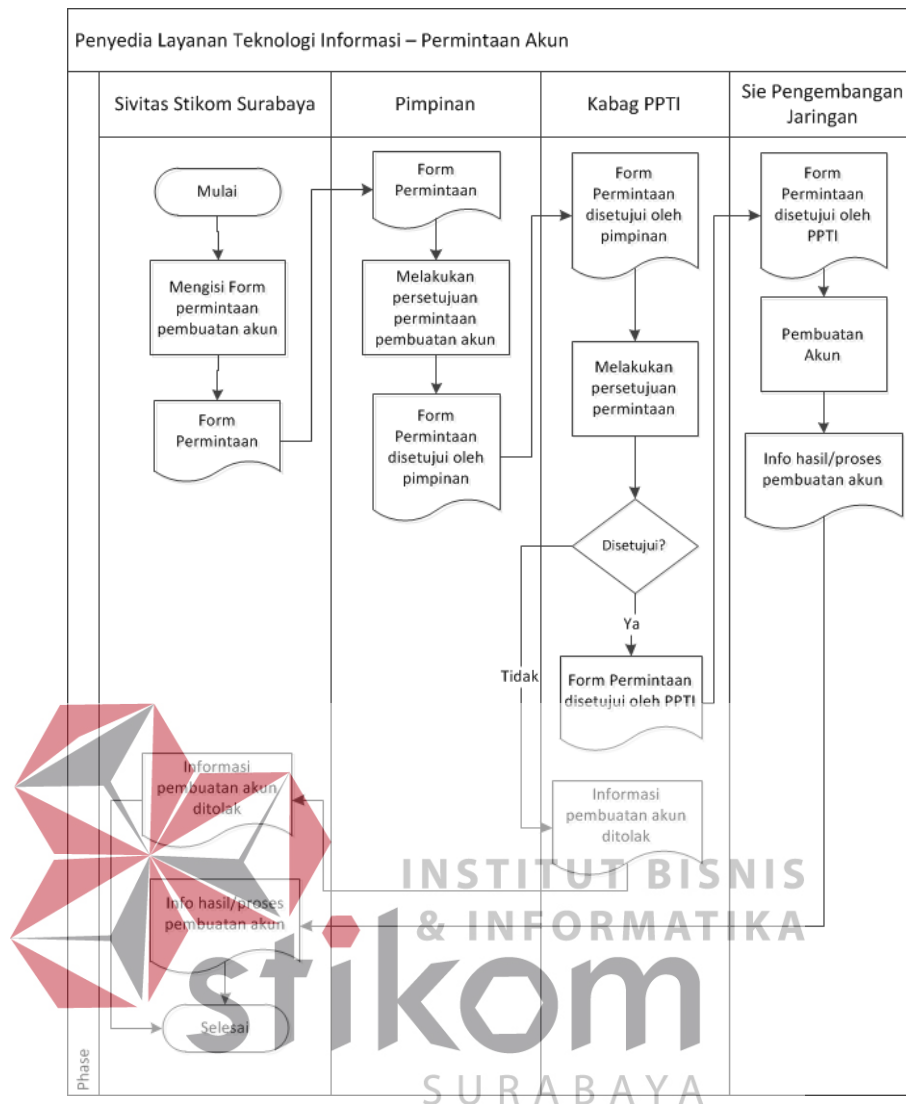 Penyedia Layanan Teknologi Informasi – Permintaan Akun
Sivitas Stikom Surabaya
Pimpinan
Kabag PPTI
Sie Pengembangan
Jaringan
Mulai
Mengisi Form
permintaan
pembuatan akun
Form
Permintaan
Form
Permintaan
Melakukan
persetujuan
permintaan
pembuatan akun
Form
Permintaan
disetujui oleh
pimpinan
Form
Permintaan
disetujui oleh
pimpinan
Melakukan
persetujuan
permintaan
Disetujui?
Ya
Tidak
Form Permintaan
disetujui oleh PPTI
Informasi
pembuatan akun
ditolak
Form
Permintaan
disetujui oleh
PPTI
Pembuatan
Akun
Info hasil/proses
pembuatan akun
Informasi
pembuatan akun
ditolak
Info hasil/proses
pembuatan akun
Selesai
Phase
INSTITUT BISNIS
& INFORMATIKA
stikom
SURABAYA